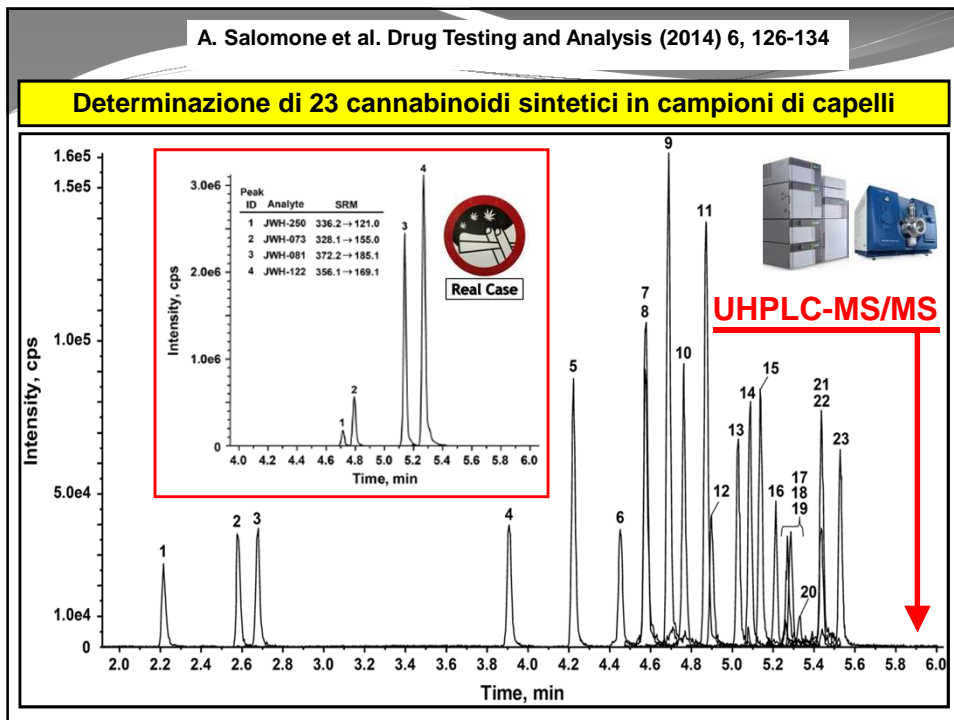 A. Salomone et al. Drug Testing and Analysis (2014) 6, 126-134
Determinazione di 23 cannabinoidi sintetici in campioni di capelli
Intensity, cps
1.6e5
1.5e5
1.0e5
5.0e4
1.0e4
0
2.0 2.2 2.4 2.6 2.8 3.0 3.2 3.4 3.6 3.8 4.0 4.2 4.4 4.6 4.8 5.0 5.2 5.4 5.6 5.8 6.0
Time, min
1
2
3
4
5
6
7
8
9
10
11
12
13
14
15
16
17
18
19
20
21
22
23
Intensity, cps
3.0e6
2.0e6
1.0e6
0
4.0 4.2 4.4 4.6 4.8 5.0 5.2 5.4 5.6 5.8 6.0
Time, min
Peak
ID Analyte SRM
1 JWH-250 336.2→121.0
2 JWH-073 328.1→155.0
3 JWH-081 372.2→185.1
4 JWH-122 356.1→169.1
1
2
3
4
Real Case
UHPLC-MS/MS